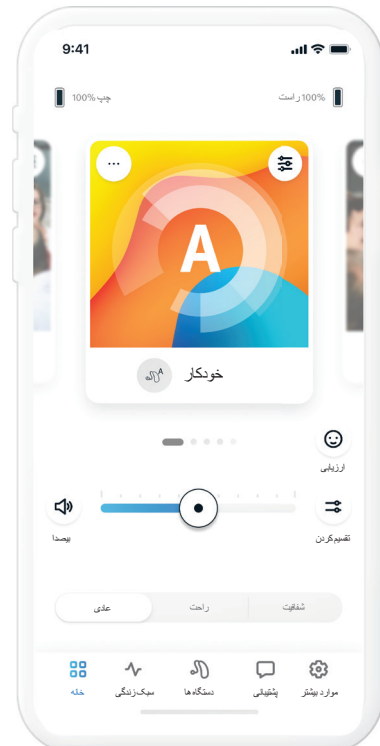 9:41
100% راست
چپ 100%
A
خودکار
A
ارزیابی
بیصدا
تقسیم کردن
شفافیت
راحت
عادی
موارد بیشتر
پشتیبانی
دستگاه ها
سبک زندگی
خانه